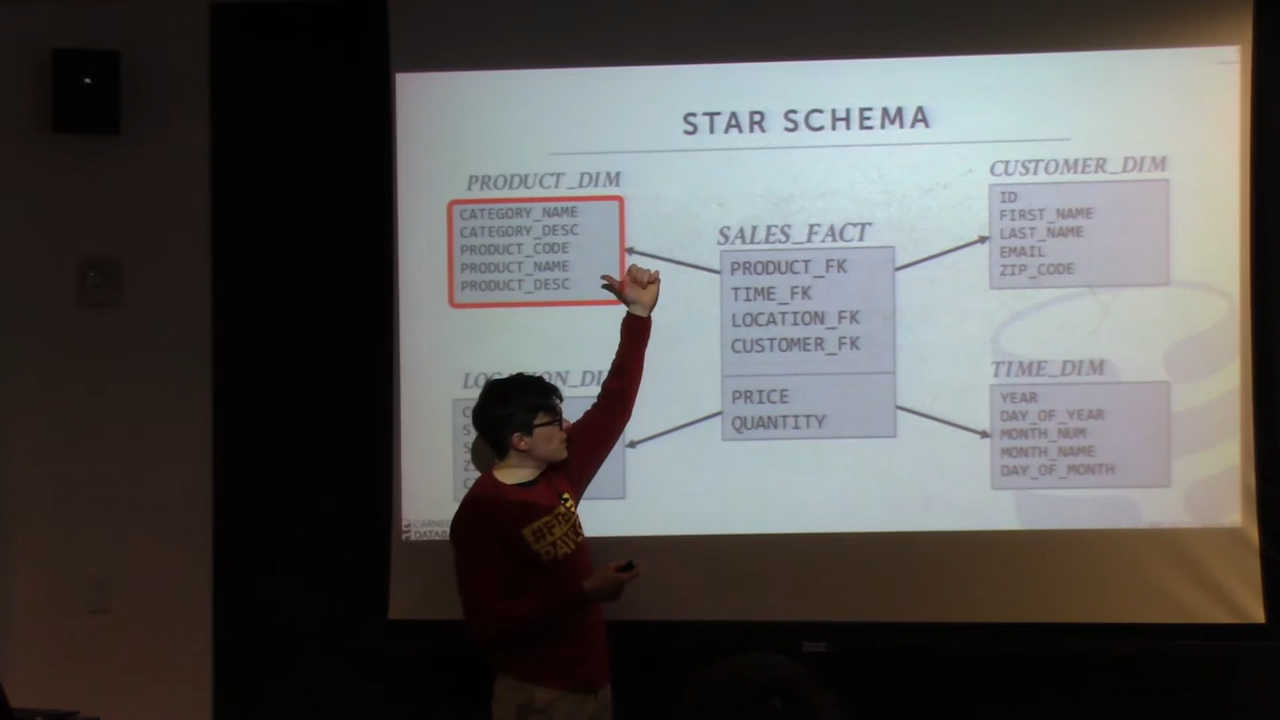 STAR SCHEMA
PRODUCT_DIM
CATEGORY_NAME
CATEGORY_DESC
PRODUCT_CODE
PRODUCT_NAME
PRODUCT_DESC
SALES_FACT
PRODUCT_FK
TIME_FK
LOCATION_FK
CUSTOMER_FK
PRICE
QUANTITY
CUSTOMER_DIM
ID
FIRST_NAME
LAST_NAME
EMAIL
ZIP_CODE
TIME_DIM
YEAR
DAY_OF_YEAR
MONTH_NUM
MONTH_NAME
DAY_OF_MONTH